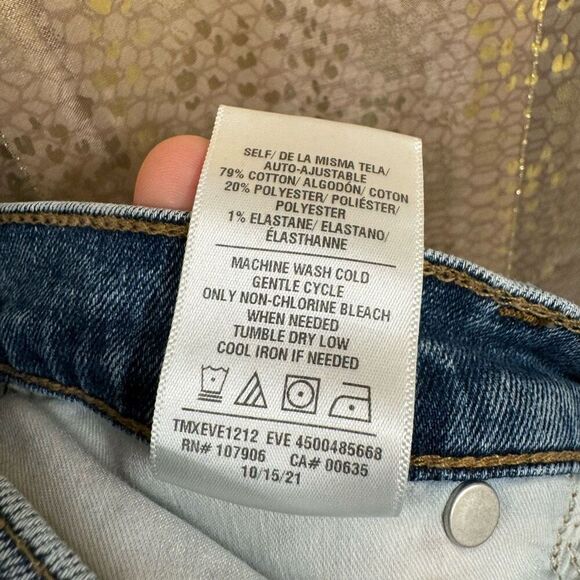 SELF/ DE LA MISMA TELA/
AUTO-AJUSTABLE
79% COTTON/ ALGODÓN/ COTON
20% POLYESTER/ POLIÉSTER/
POLYESTER
1% ELASTANE/ ELASTANO/
ÉLASTHANNE
MACHINE WASH COLD
GENTLE CYCLE
ONLY NON-CHLORINE BLEACH
WHEN NEEDED
TUMBLE DRY LOW
COOL IRON IF NEEDED
TMXEVE1212 EVE 4500485668
RN# 107906 CA# 00635
10/15/21